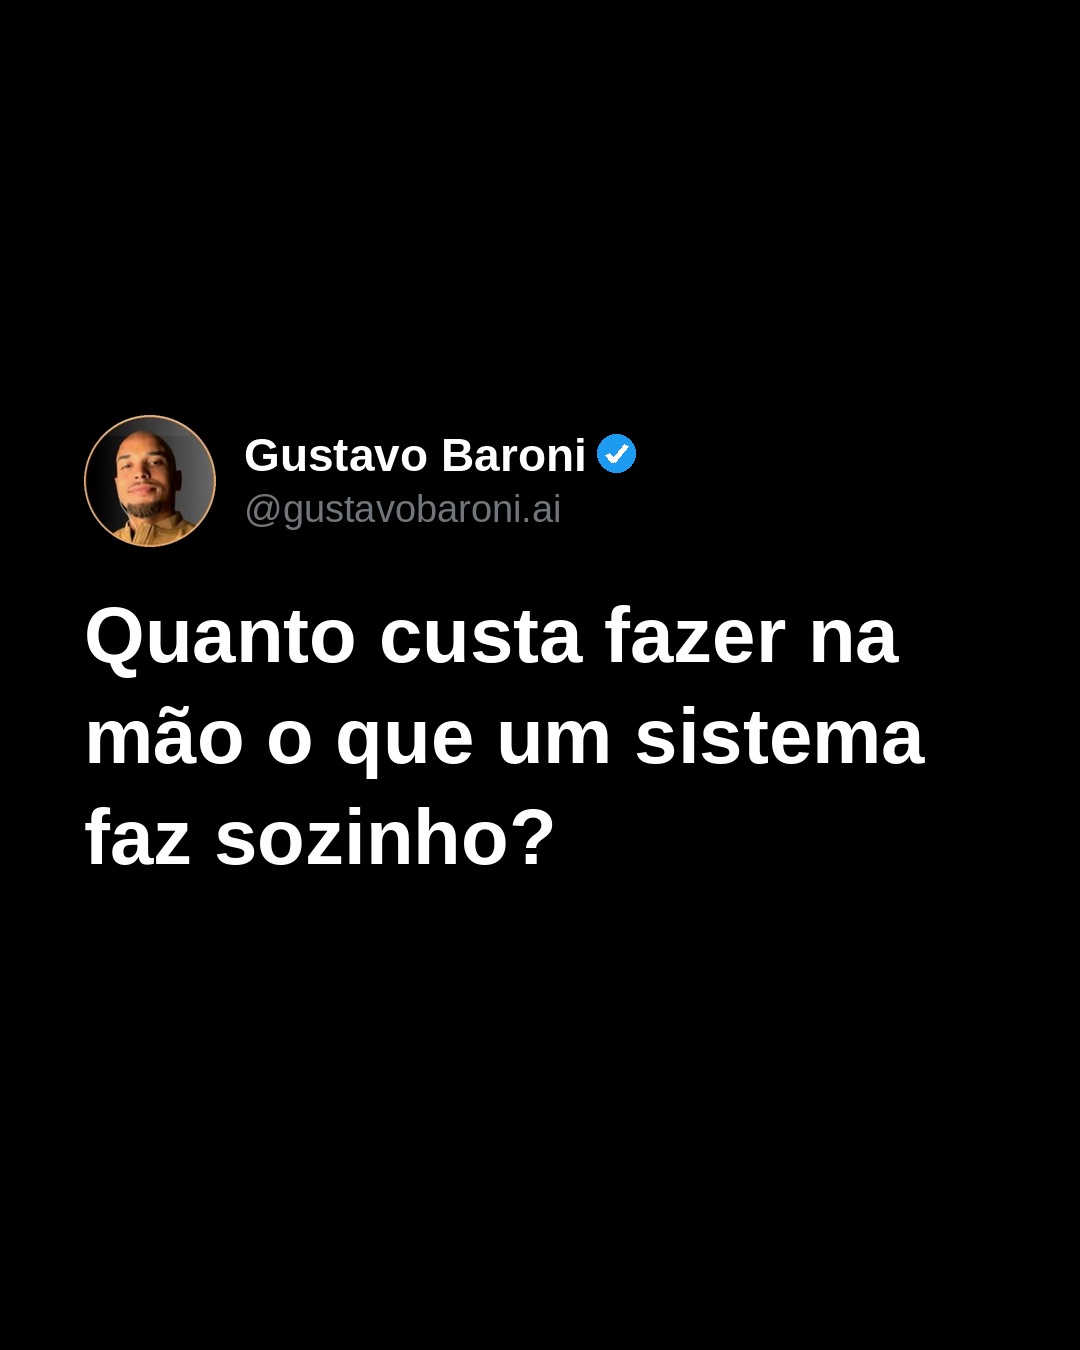 Gustavo Baroni
@gustavobaroni.ai
Quanto custa fazer na
mão o que um sistema
faz sozinho?